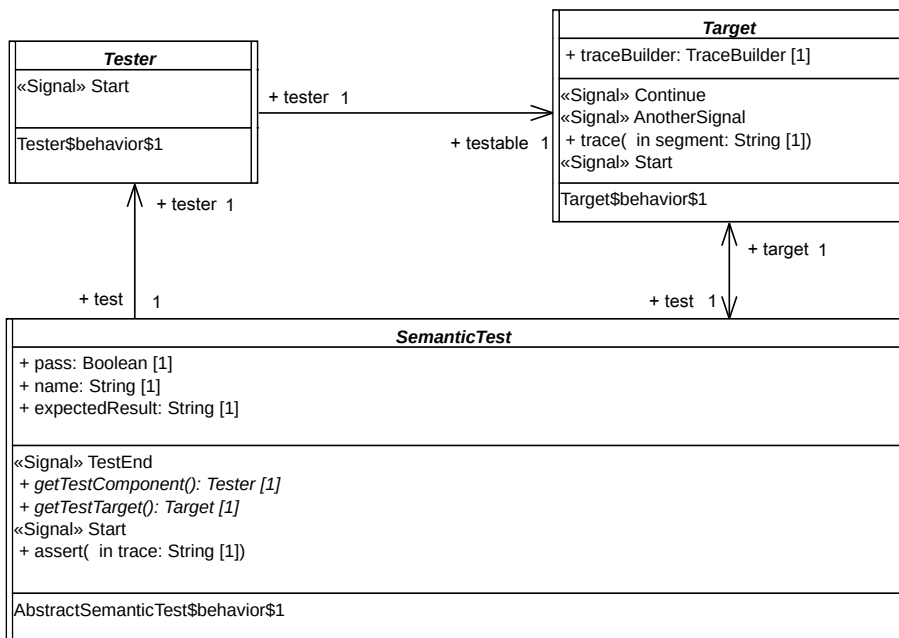 Tester
«Signal» Start
Tester$behavior$1
+ tester 1
+ testable 1
Target
+ traceBuilder: TraceBuilder [1]
«Signal» Continue
«Signal» AnotherSignal
+ trace( in segment: String [1])
«Signal» Start
Target$behavior$1
+ tester 1
+ target 1
+ test 1
+ test 1
SemanticTest
+ pass: Boolean [1]
+ name: String [1]
+ expectedResult: String [1]
«Signal» TestEnd
+ getTestComponent(): Tester [1]
+ getTestTarget(): Target [1]
«Signal» Start
+ assert( in trace: String [1])
AbstractSemanticTest$behavior$1